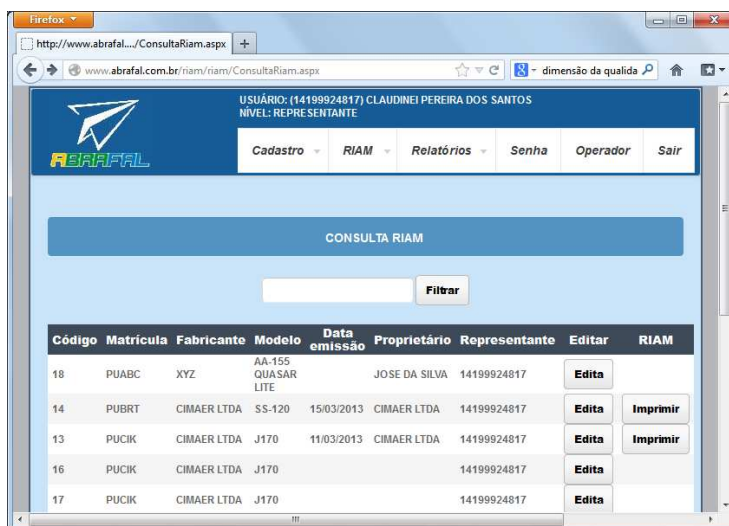 Firefox
http://www.abrafal..../ConsultaRiam.aspx
www.abrafal.com.br/riam/riam/ConsultaRiam.aspx
dimensão da qualida
USUÁRIO: (14199924817) CLAUDINEI PEREIRA DOS SANTOS
NÍVEL: REPRESENTANTE
ABRAFAL
Cadastro RIAM Relatórios Senha Operador Sair
CONSULTA RIAM
Filtrar
Código Matrícula Fabricante Modelo Data emissão Proprietário Representante Editar RIAM
18 PUABC XYZ AA-155 QUASAR LITE JOSE DA SILVA 14199924817 Edita
14 PUBRT CIMAER LTDA SS-120 15/03/2013 CIMAER LTDA 14199924817 Edita Imprimir
13 PUCIK CIMAER LTDA J170 11/03/2013 CIMAER LTDA 14199924817 Edita Imprimir
16 PUCIK CIMAER LTDA J170 14199924817 Edita
17 PUCIK CIMAER LTDA J170 14199924817 Edita